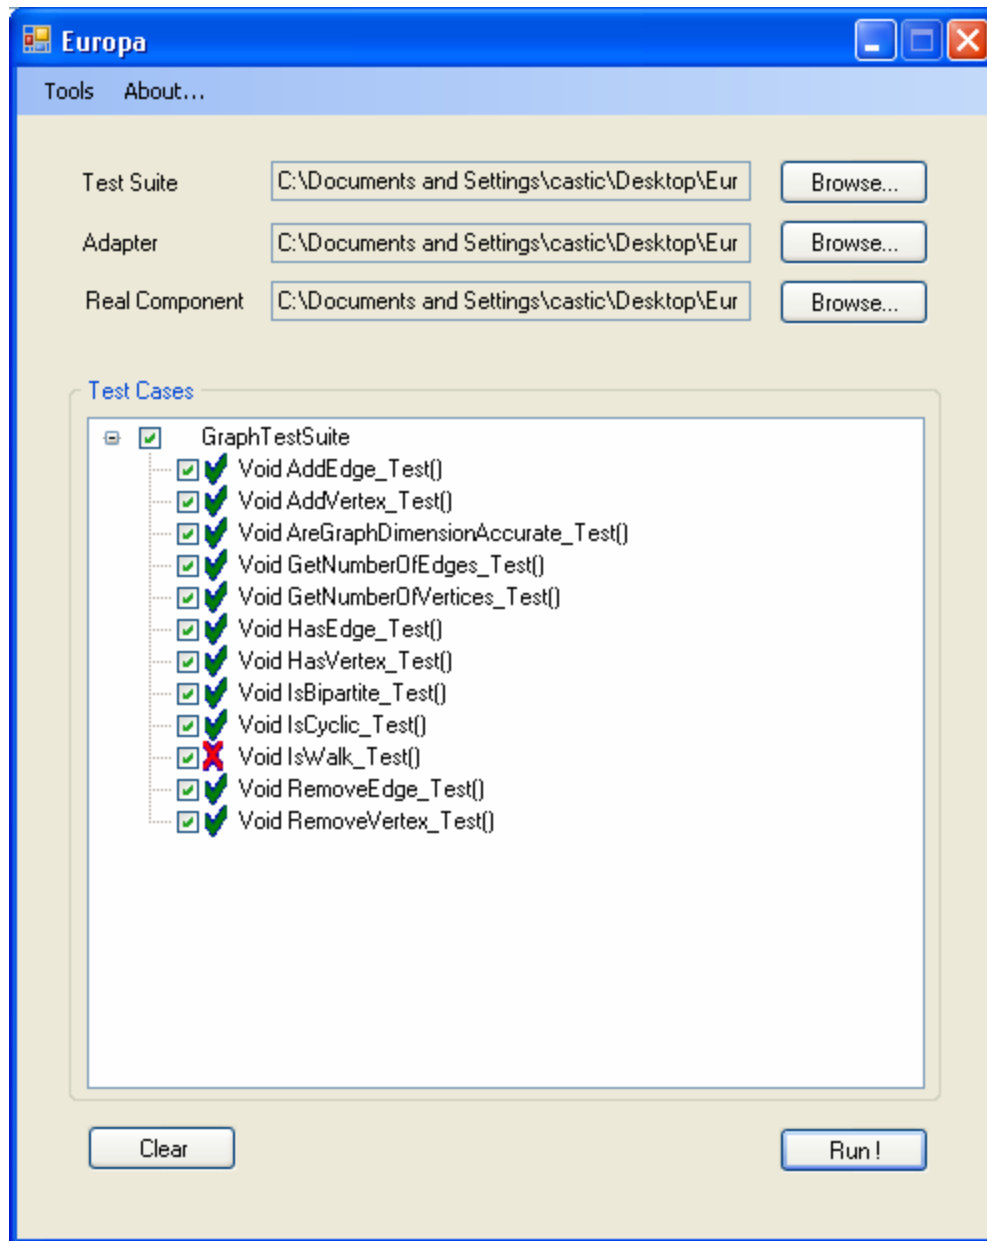 Europa
Tools About...
Test Suite C:\Documents and Settings\castic\Desktop\Eur Browse...
Adapter C:\Documents and Settings\castic\Desktop\Eur Browse...
Real Component C:\Documents and Settings\castic\Desktop\Eur Browse...
Test Cases
GraphTestSuite
Void AddEdge_Test()
Void AddVertex_Test()
Void AreGraphDimensionAccurate_Test()
Void GetNumberOfEdges_Test()
Void GetNumberOfVertices_Test()
Void HasEdge_Test()
Void HasVertex_Test()
Void IsBipartite_Test()
Void IsCyclic_Test()
Void IsWalk_Test()
Void RemoveEdge_Test()
Void RemoveVertex_Test()
Clear Run !